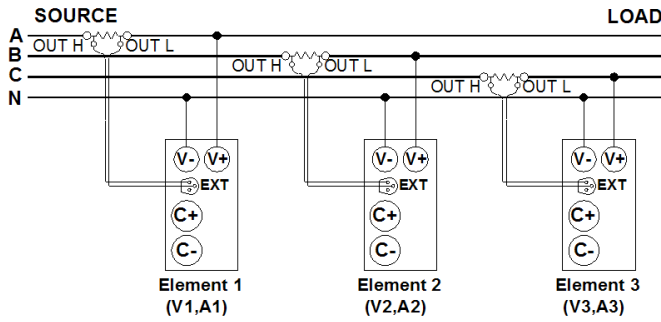 SOURCE LOAD
A
OUT H OUT L
B
OUT H OUT L
C
OUT H OUT L
N
V- V+ V- V+ V- V+
EXT EXT EXT
C+ C+ C+
C- C- C-
Element 1 Element 2 Element 3
(V1,A1) (V2,A2) (V3,A3)